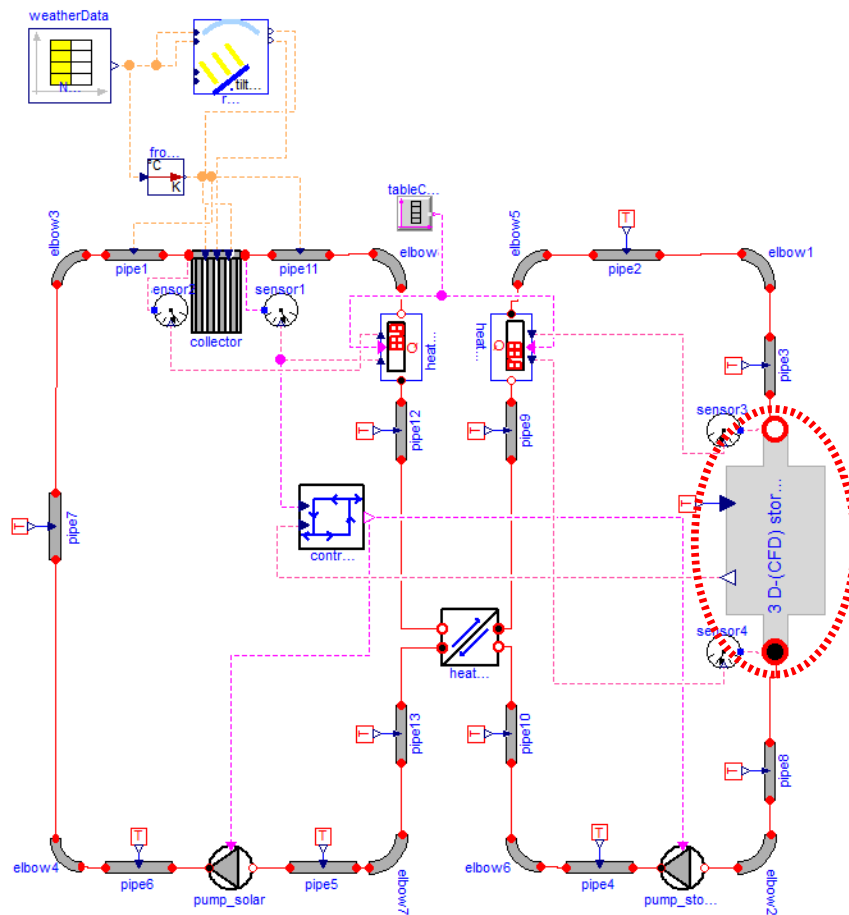 weatherData
N...
.tilt...
r...
fro...
°C
K
tableC...
elbow3
pipe1
pipe11
elbow
elbow5
pipe2
elbow1
T
ensor2
sensor1
collector
heat...
heat...
pipe3
T
sensor3
pipe12
T
pipe9
T
pipe7
T
contr...
T
3 D-(CFD) stor...
sensor4
heat...
pipe13
T
pipe10
T
pipe8
T
elbow4
T
pipe6
pump_solar
T
pipe5
elbow7
elbow6
T
pipe4
pump_sto...
elbow2